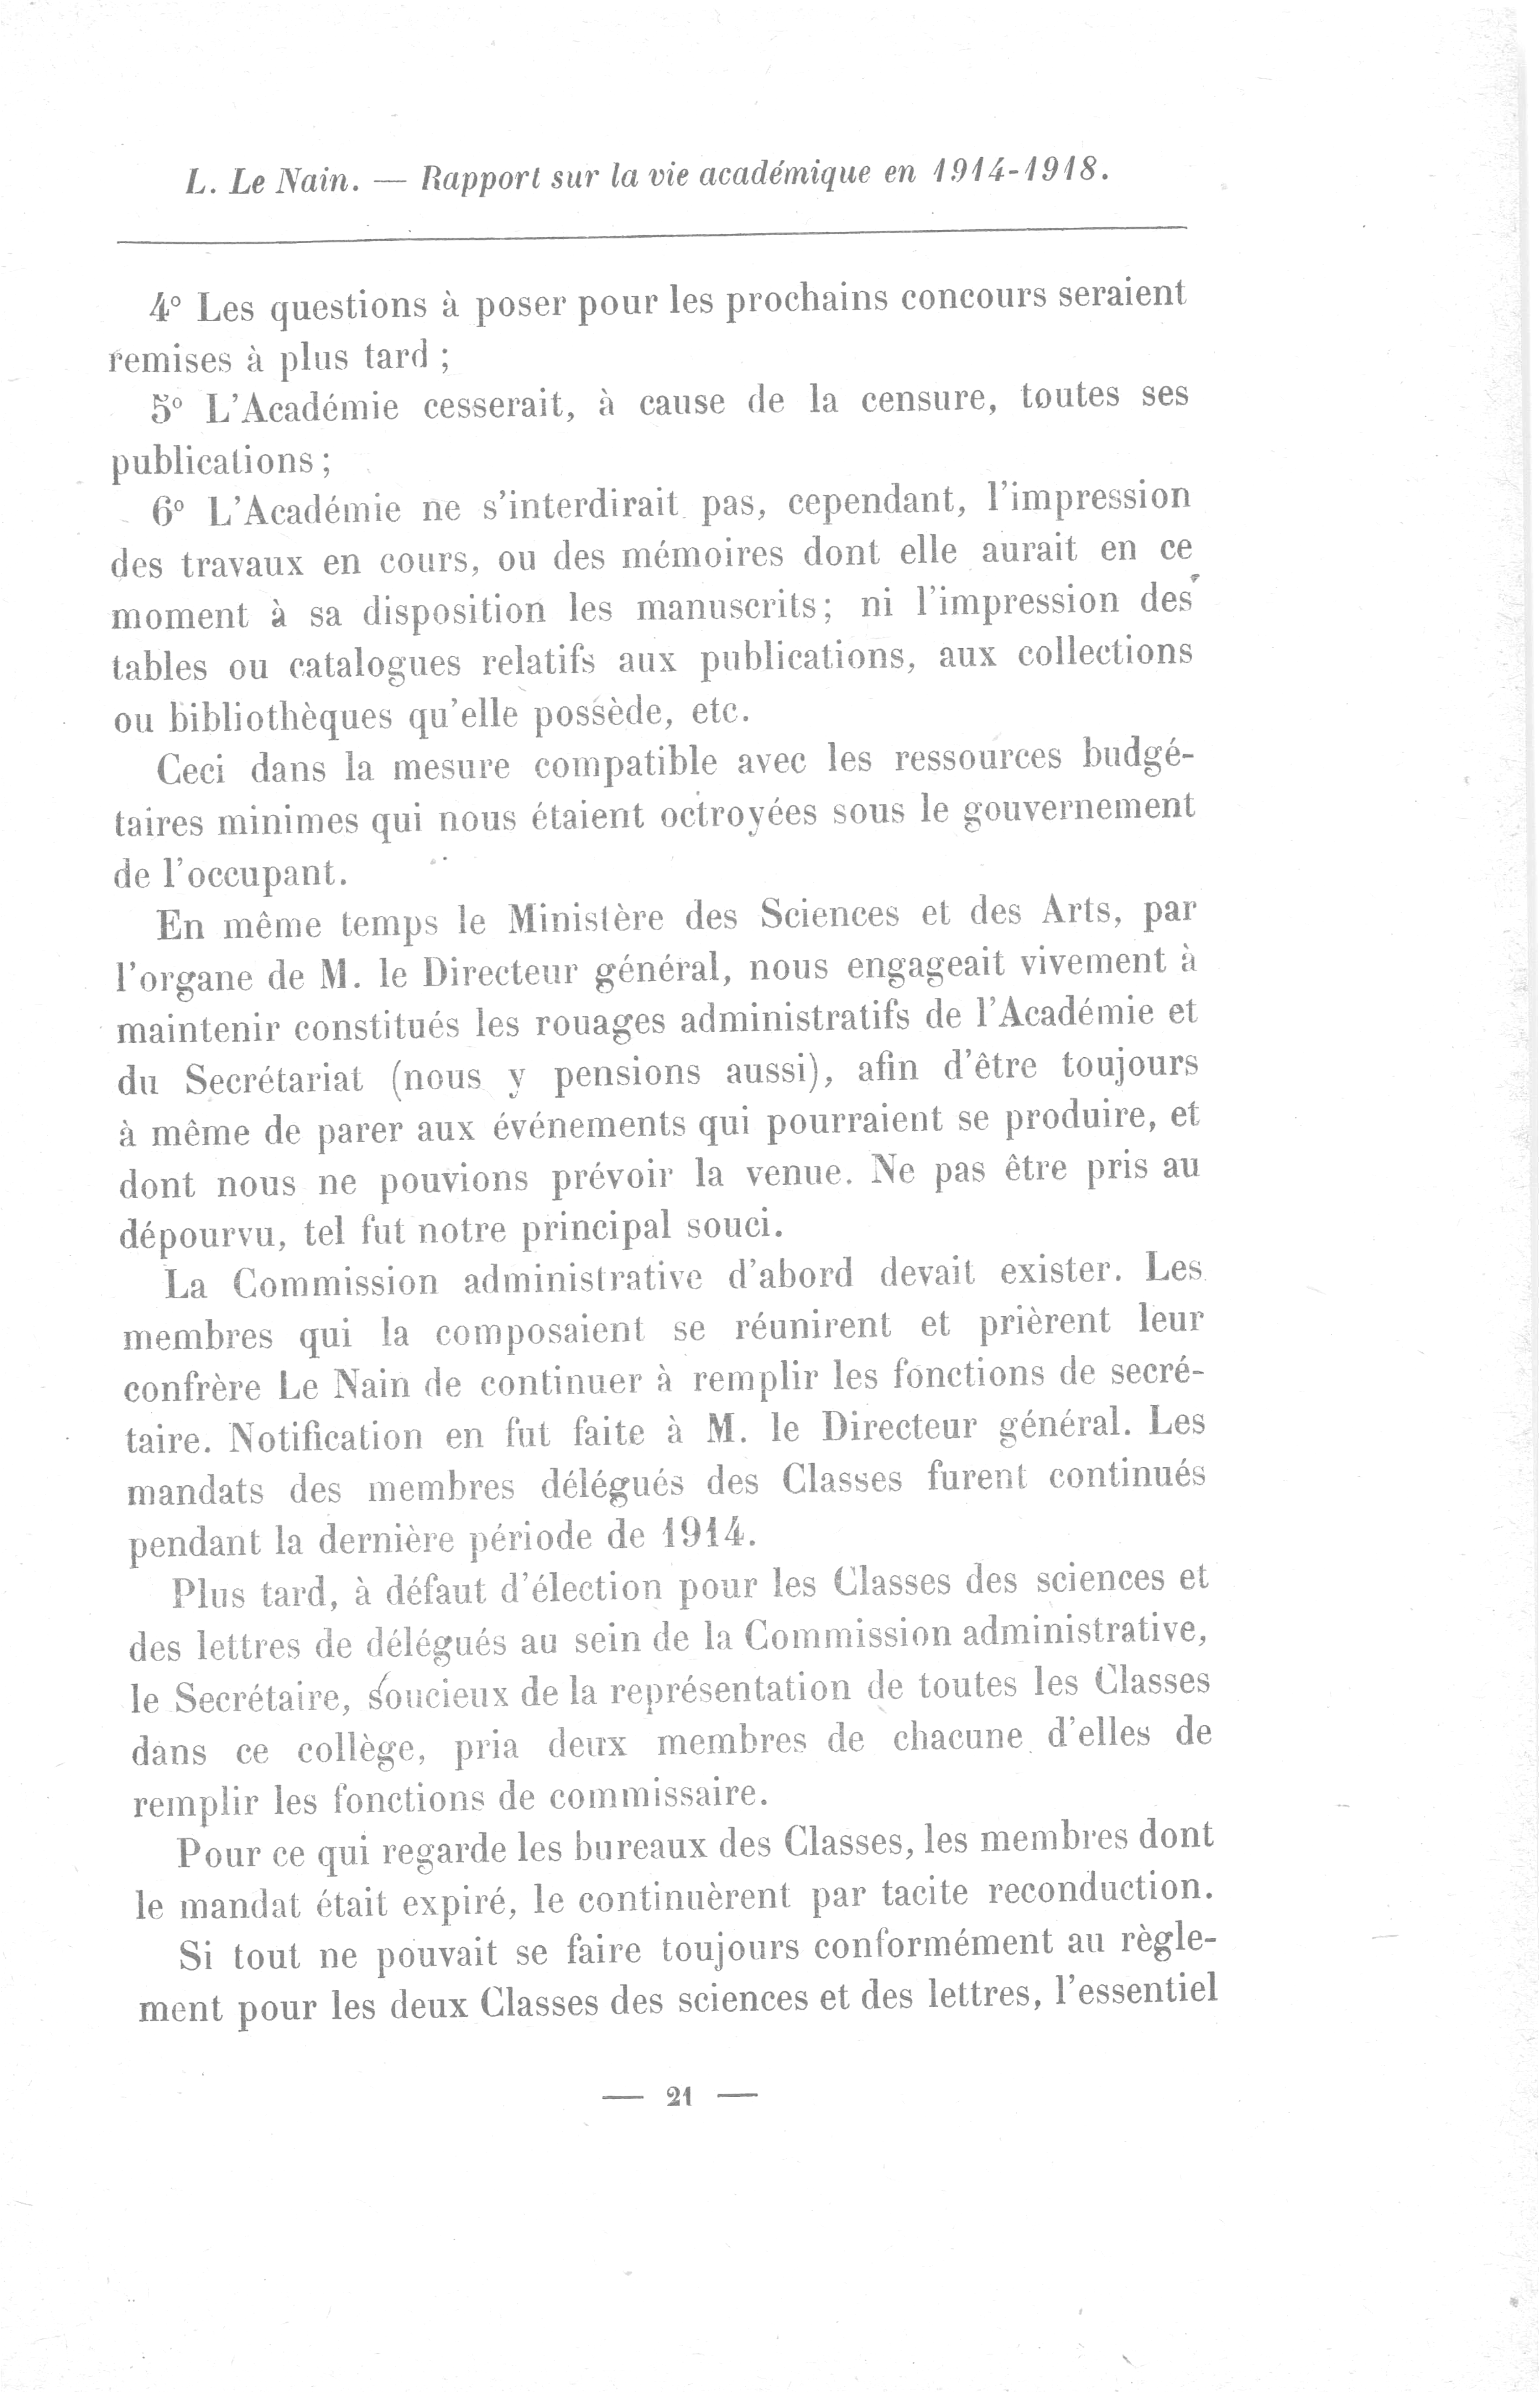 L. Le Nain. — Rapport sur la vie académique en 1914-1918.
4° Les questions à poser pour les prochains concours seraient
remises à plus tard ;
5° L'Académie cesserait, à cause de la censure, toutes ses
publications ;
6° L'Académie ne s'interdirait pas, cependant, l'impression
des travaux en cours, ou des mémoires dont elle aurait en ce
moment à sa disposition les manuscrits; ni l'impression des
tables ou catalogues relatifs aux publications, aux collections
ou bibliothèques qu'elle possède, etc.
Ceci dans la mesure compatible avec les ressources budgé-
taires minimes qui nous étaient octroyées sous le gouvernement
de l'occupant.
En même temps le Ministère des Sciences et des Arts, par
l'organe de M. le Directeur général, nous engageait vivement à
maintenir constitués les rouages administratifs de l'Académie et
du Secrétariat (nous y pensions aussi), afin d'être toujours
à même de parer aux événements qui pourraient se produire, et
dont nous ne pouvions prévoir la venue. Ne pas être pris au
dépourvu, tel fut notre principal souci.
La Commission administrative d'abord devait exister. Les
membres qui la composaient se réunirent et prièrent leur
confrère Le Nain de continuer à remplir les fonctions de secré-
taire. Notification en fut faite à M. le Directeur général. Les
mandats des membres délégués des Classes furent continués
pendant la dernière période de 1914.
Plus tard, à défaut d'élection pour les Classes des sciences et
des lettres de délégués au sein de la Commission administrative,
le Secrétaire, soucieux de la représentation de toutes les Classes
dans ce collège, pria deux membres de chacune d'elles de
remplir les fonctions de commissaire.
Pour ce qui regarde les bureaux des Classes, les membres dont
le mandat était expiré, le continuèrent par tacite reconduction.
Si tout ne pouvait se faire toujours conformément au règle-
ment pour les deux Classes des sciences et des lettres, l'essentiel
— 21 —